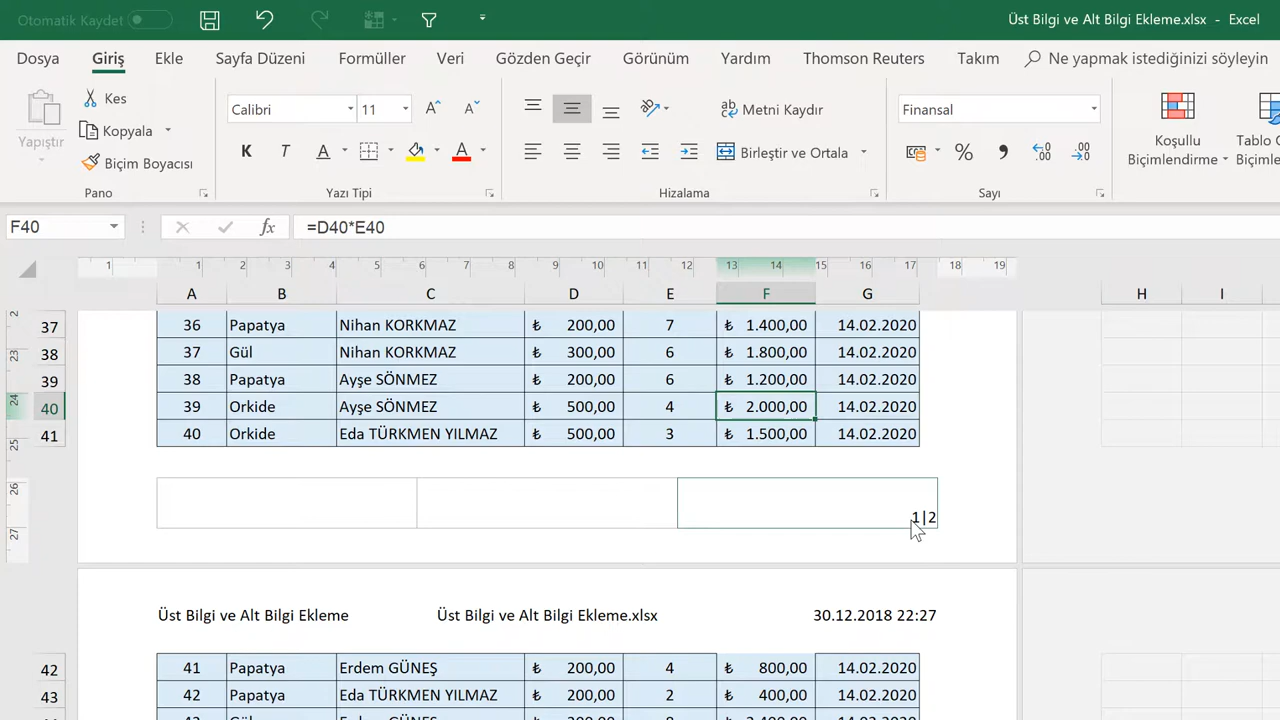 Otomatik Kaydet
Üst Bilgi ve Alt Bilgi Ekleme.xlsx - Excel
Dosya Giriş Ekle Sayfa Düzeni Formüller Veri Gözden Geçir Görünüm Yardım Thomson Reuters Takım Ne yapmak istediğinizi söyleyin
Yapıştır
Kes
Kopyala
Biçim Boyacısı
Pano
Calibri 11
K T A A
Yazı Tipi
Metni Kaydır
Birleştir ve Ortala
Hizalama
Finansal
Sayı
Koşullu
Biçimlendirme
Tablo
Biçimle
F40 fx =D40*E40
1 1 2 3 4 5 6 7 8 9 10 11 12 13 14 15 16 17 18 19
A B C D E F G H I
37 36 Papatya Nihan KORKMAZ ₺ 200,00 7 ₺ 1.400,00 14.02.2020
38 37 Gül Nihan KORKMAZ ₺ 300,00 6 ₺ 1.800,00 14.02.2020
39 38 Papatya Ayşe SÖNMEZ ₺ 200,00 6 ₺ 1.200,00 14.02.2020
40 39 Orkide Ayşe SÖNMEZ ₺ 500,00 4 ₺ 2.000,00 14.02.2020
41 40 Orkide Eda TÜRKMEN YILMAZ ₺ 500,00 3 ₺ 1.500,00 14.02.2020
23
24
25
26
27
1|2
Üst Bilgi ve Alt Bilgi Ekleme Üst Bilgi ve Alt Bilgi Ekleme.xlsx 30.12.2018 22:27
42 41 Papatya Erdem GÜNEŞ ₺ 200,00 4 ₺ 800,00 14.02.2020
43 42 Papatya Eda TÜRKMEN YILMAZ ₺ 200,00 2 ₺ 400,00 14.02.2020